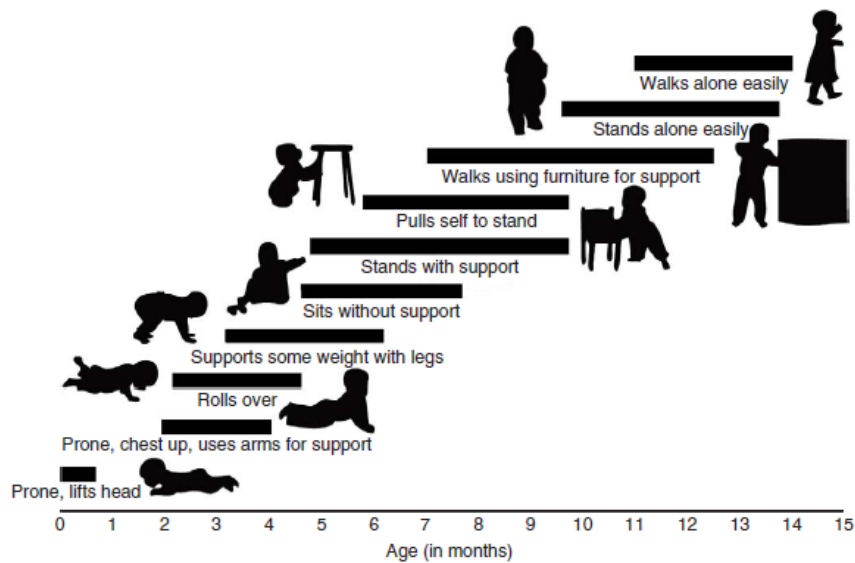 Walks alone easily
Stands alone easily
Walks using furniture for support
Pulls self to stand
Stands with support
Sits without support
Supports some weight with legs
Rolls over
Prone, chest up, uses arms for support
Prone, lifts head
0 1 2 3 4 5 6 7 8 9 10 11 12 13 14 15
Age (in months)